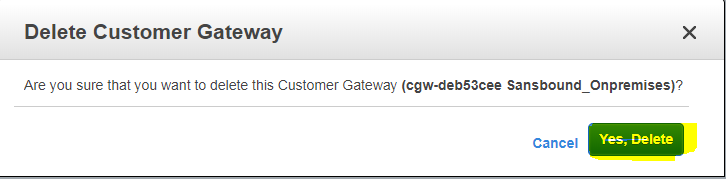 Delete Customer Gateway
Are you sure that you want to delete this Customer Gateway (cgw-deb53cee Sansbound_Onpremises)?
Cancel Yes, Delete